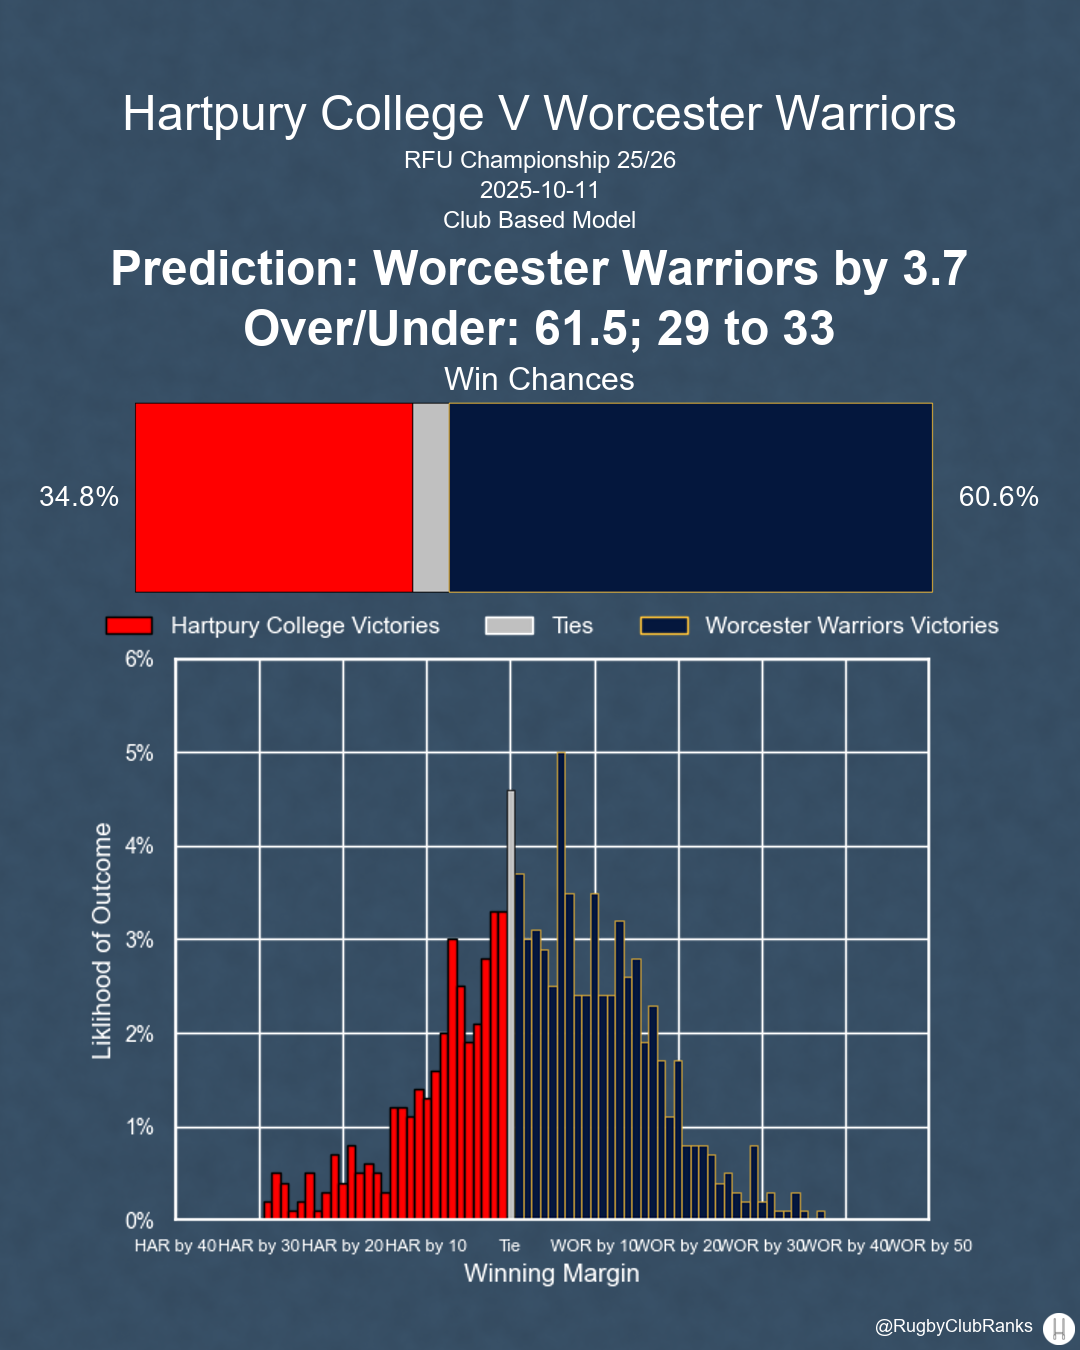 Hartpury College V Worcester Warriors
RFU Championship 25/26
2025-10-11
Club Based Model
Prediction: Worcester Warriors by 3.7
Over/Under: 61.5; 29 to 33
Win Chances
34.8%
60.6%
Hartpury College Victories
Ties
Worcester Warriors Victories
6%
5%
4%
3%
2%
1%
0%
Liklihood of Outcome
HAR by 40
HAR by 30
HAR by 20
HAR by 10
Tie
WOR by 10
WOR by 20
WOR by 30
WOR by 40
WOR by 50
Winning Margin
@RugbyClubRanks